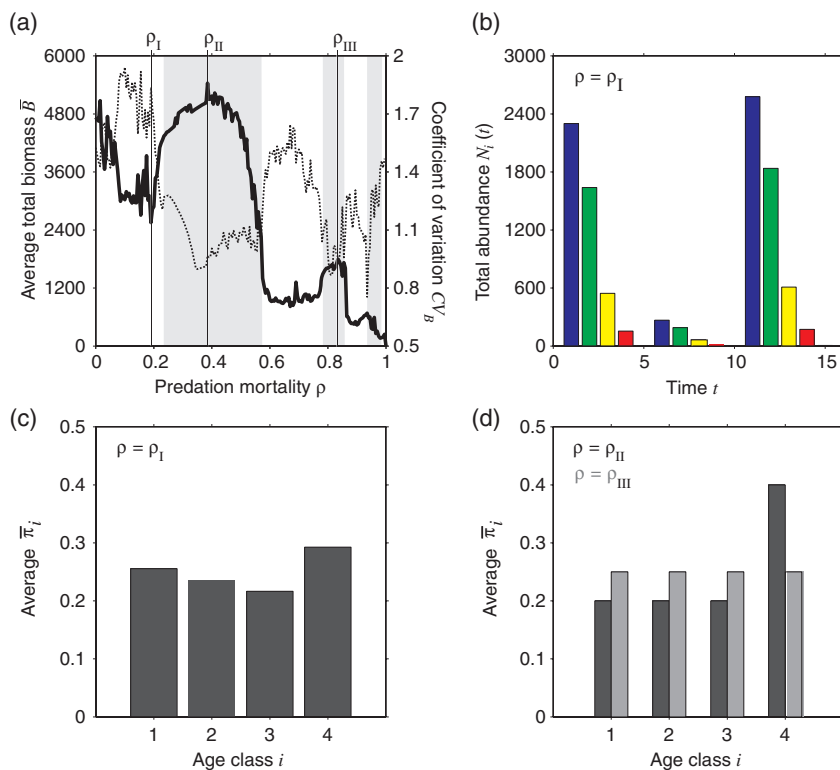 (a)
ρI ρII ρIII
6000
4800
3600
2400
1200
0
2
1.7
1.4
1.1
0.8
0.5
0 0.2 0.4 0.6 0.8 1
Average total biomass B̅
Coefficient of variation CV_B
Predation mortality ρ
(b)
ρ = ρI
3000
2400
1800
1200
600
0
0 5 10 15
Total abundance Nᵢ (t)
Time t
(c)
ρ = ρI
0.5
0.4
0.3
0.2
0.1
0
1 2 3 4
Average π̅ᵢ
Age class i
(d)
ρ = ρII
ρ = ρIII
0.5
0.4
0.3
0.2
0.1
0
1 2 3 4
Average π̅ᵢ
Age class i